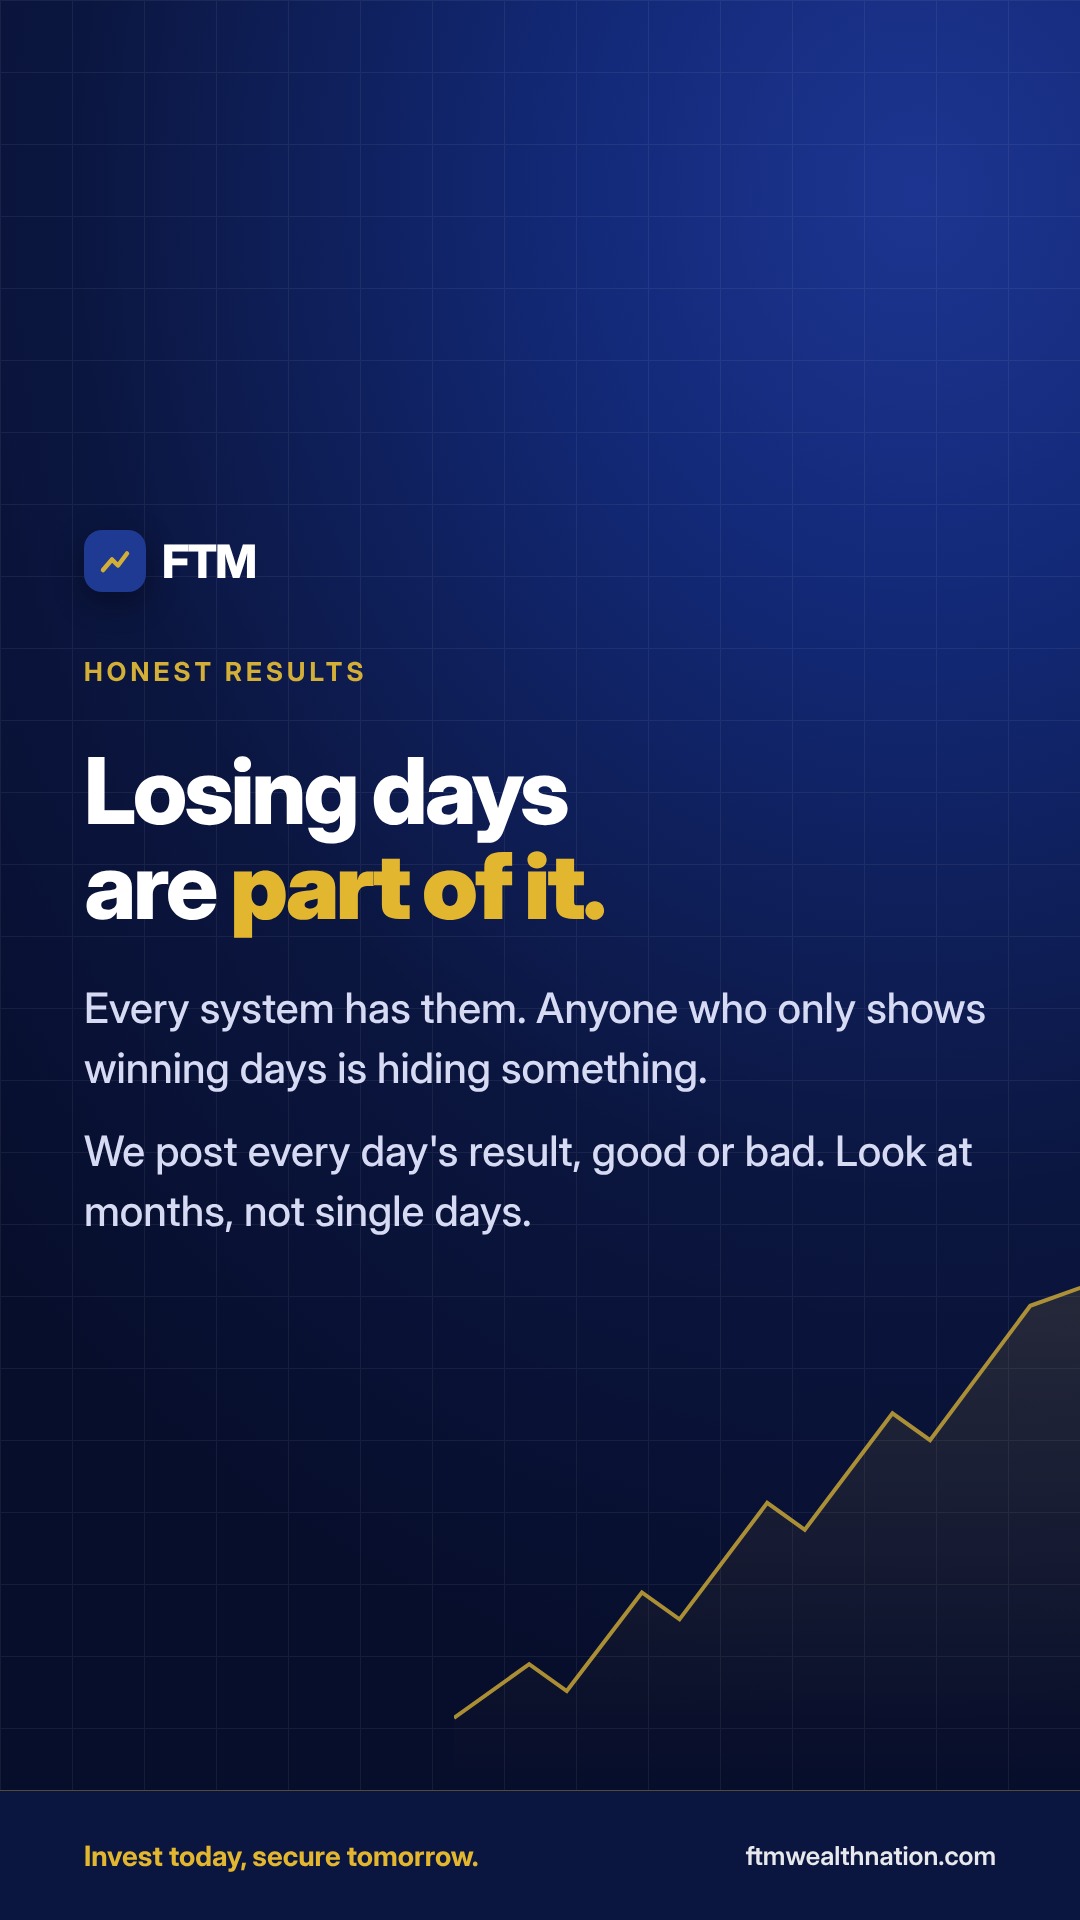 FTM
HONEST RESULTS
Losing days
are part of it.
Every system has them. Anyone who only shows
winning days is hiding something.
We post every day's result, good or bad. Look at
months, not single days.
Invest today, secure tomorrow.
ftmwealthnation.com